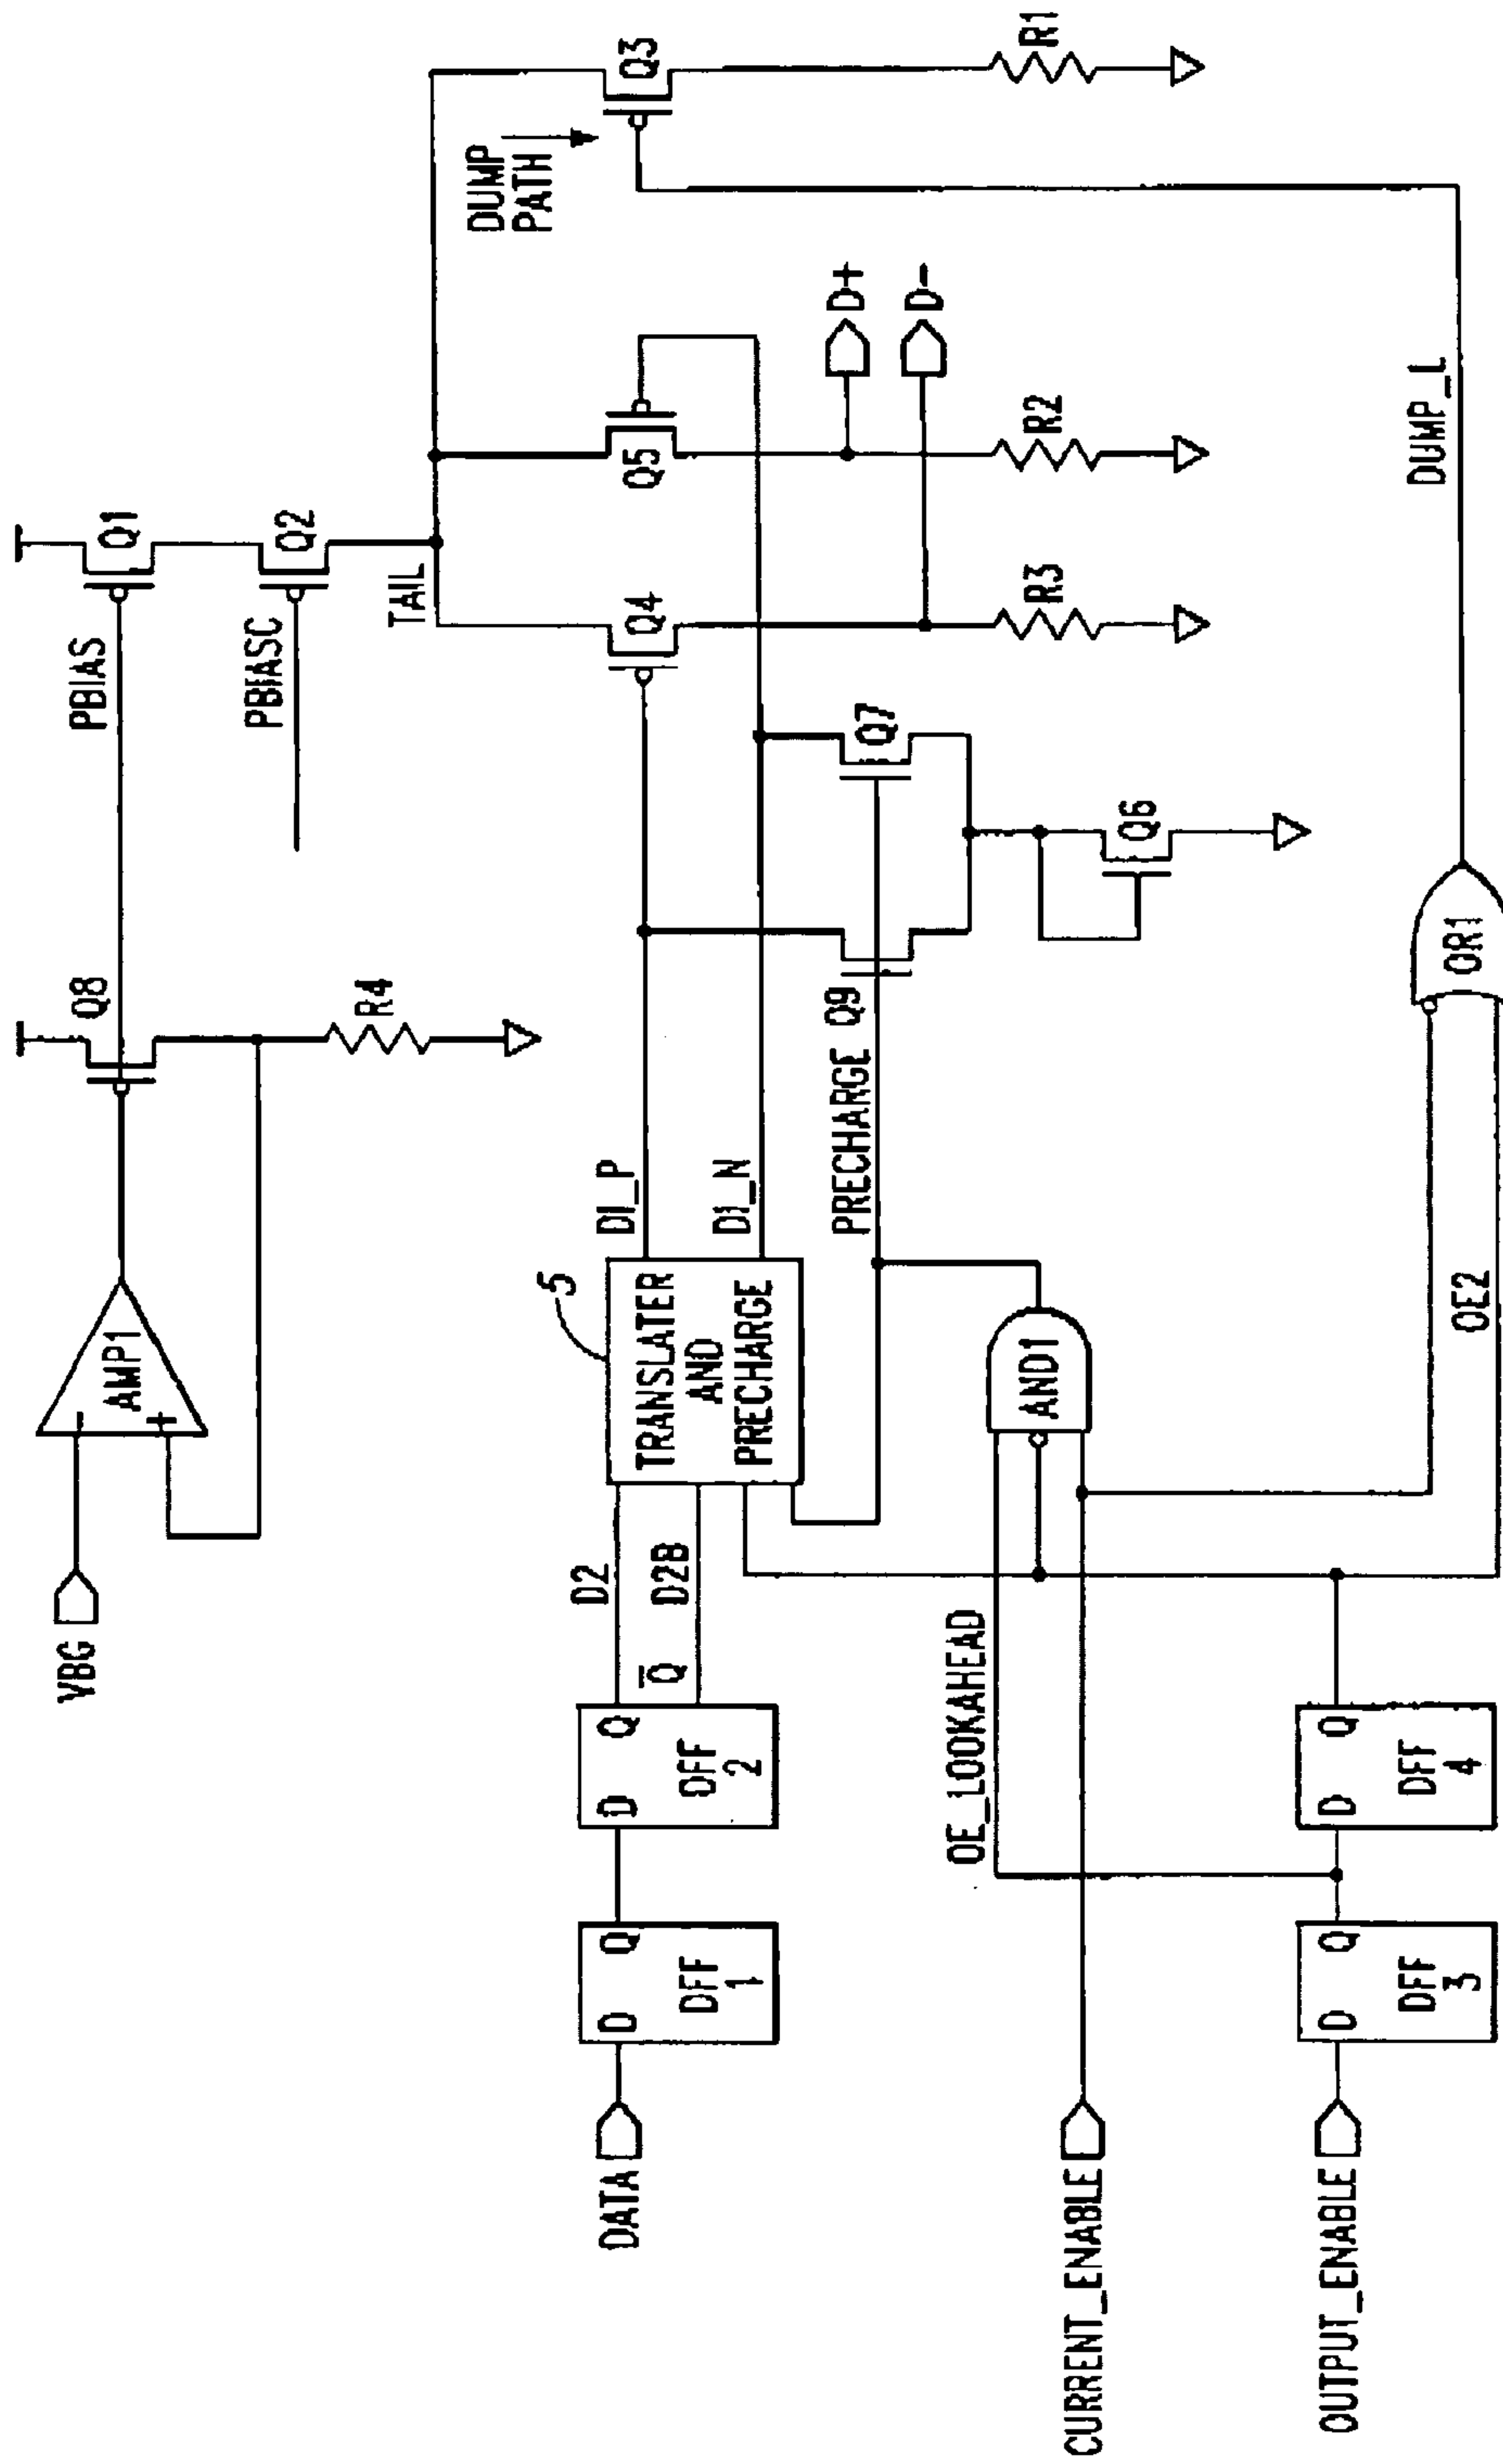 VBG
AMP1
-
+
Q8
R4
PBIAS
Q1
PBIASC
Q2
TAIL
DUMP
PATH
Q3
R1
DATA
D
Q
DFF
1
D
Q
Q
DFF
2
D2
D2B
5
TRANSLATER
AND
PRECHARGE
DI_P
DI_N
Q4
Q5
D+
D-
R2
R3
PRECHARGE
Q9
Q7
Q6
OE_LOOKAHEAD
AND1
CURRENT_ENABLE
OUTPUT_ENABLE
D
Q
DFF
3
D
Q
DFF
4
OE2
OR1
DUMP_L